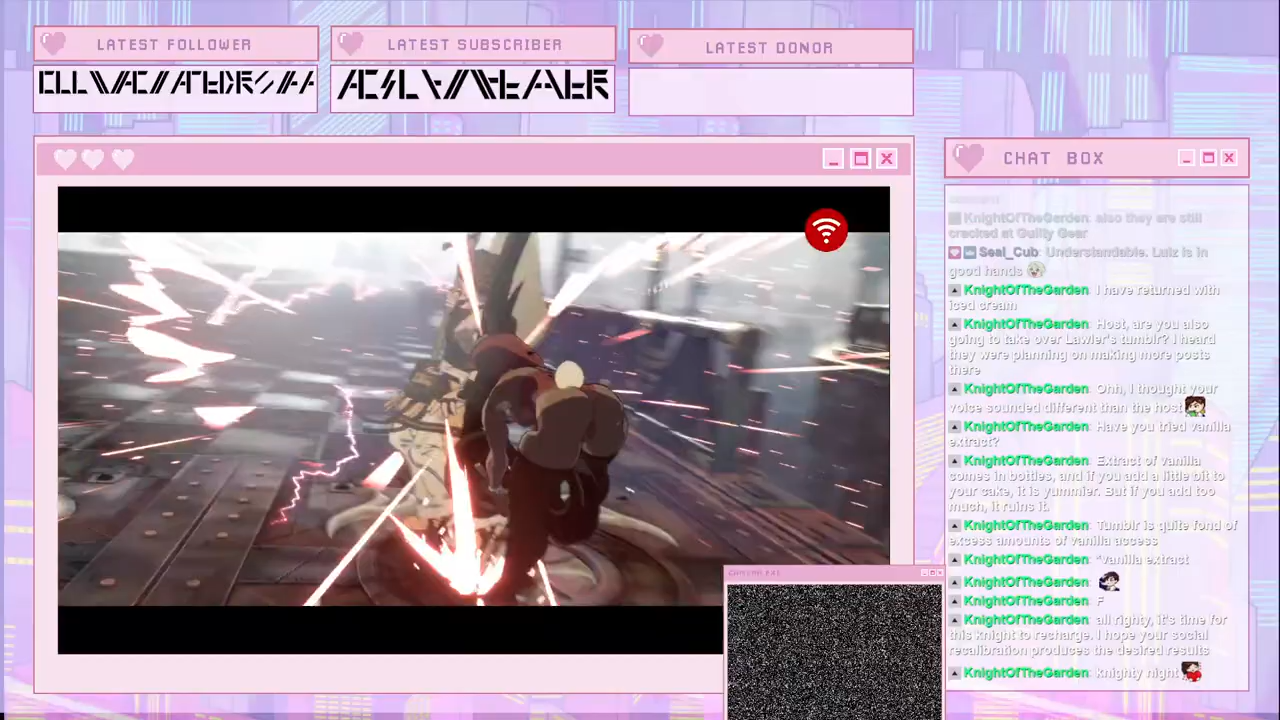 LATEST FOLLOWER
LATEST SUBSCRIBER
LATEST DONOR
CHAT BOX
KnightOfTheGarden: also they are still
cracked at Guilty Gear
Seal_Cub: Understandable. Luiz is in
good hands
KnightOfTheGarden: I have returned with
iced cream
KnightOfTheGarden: Host, are you also
going to take over Lawler's tumblr? I heard
they were planning on making more posts
there
KnightOfTheGarden: Ohh, I thought your
voice sounded different than the host
KnightOfTheGarden: Have you tried vanilla
extract?
KnightOfTheGarden: Extract of vanilla
comes in bottles, and if you add a little bit to
your cake, it is yummier. But if you add too
much, it ruins it.
KnightOfTheGarden: Tumblr is quite fond of
excess amounts of vanilla access
KnightOfTheGarden: *vanilla extract
KnightOfTheGarden:
KnightOfTheGarden: F
KnightOfTheGarden: all righty, it's time for
this knight to recharge. I hope your social
recalibration produces the desired results
KnightOfTheGarden: knighty night